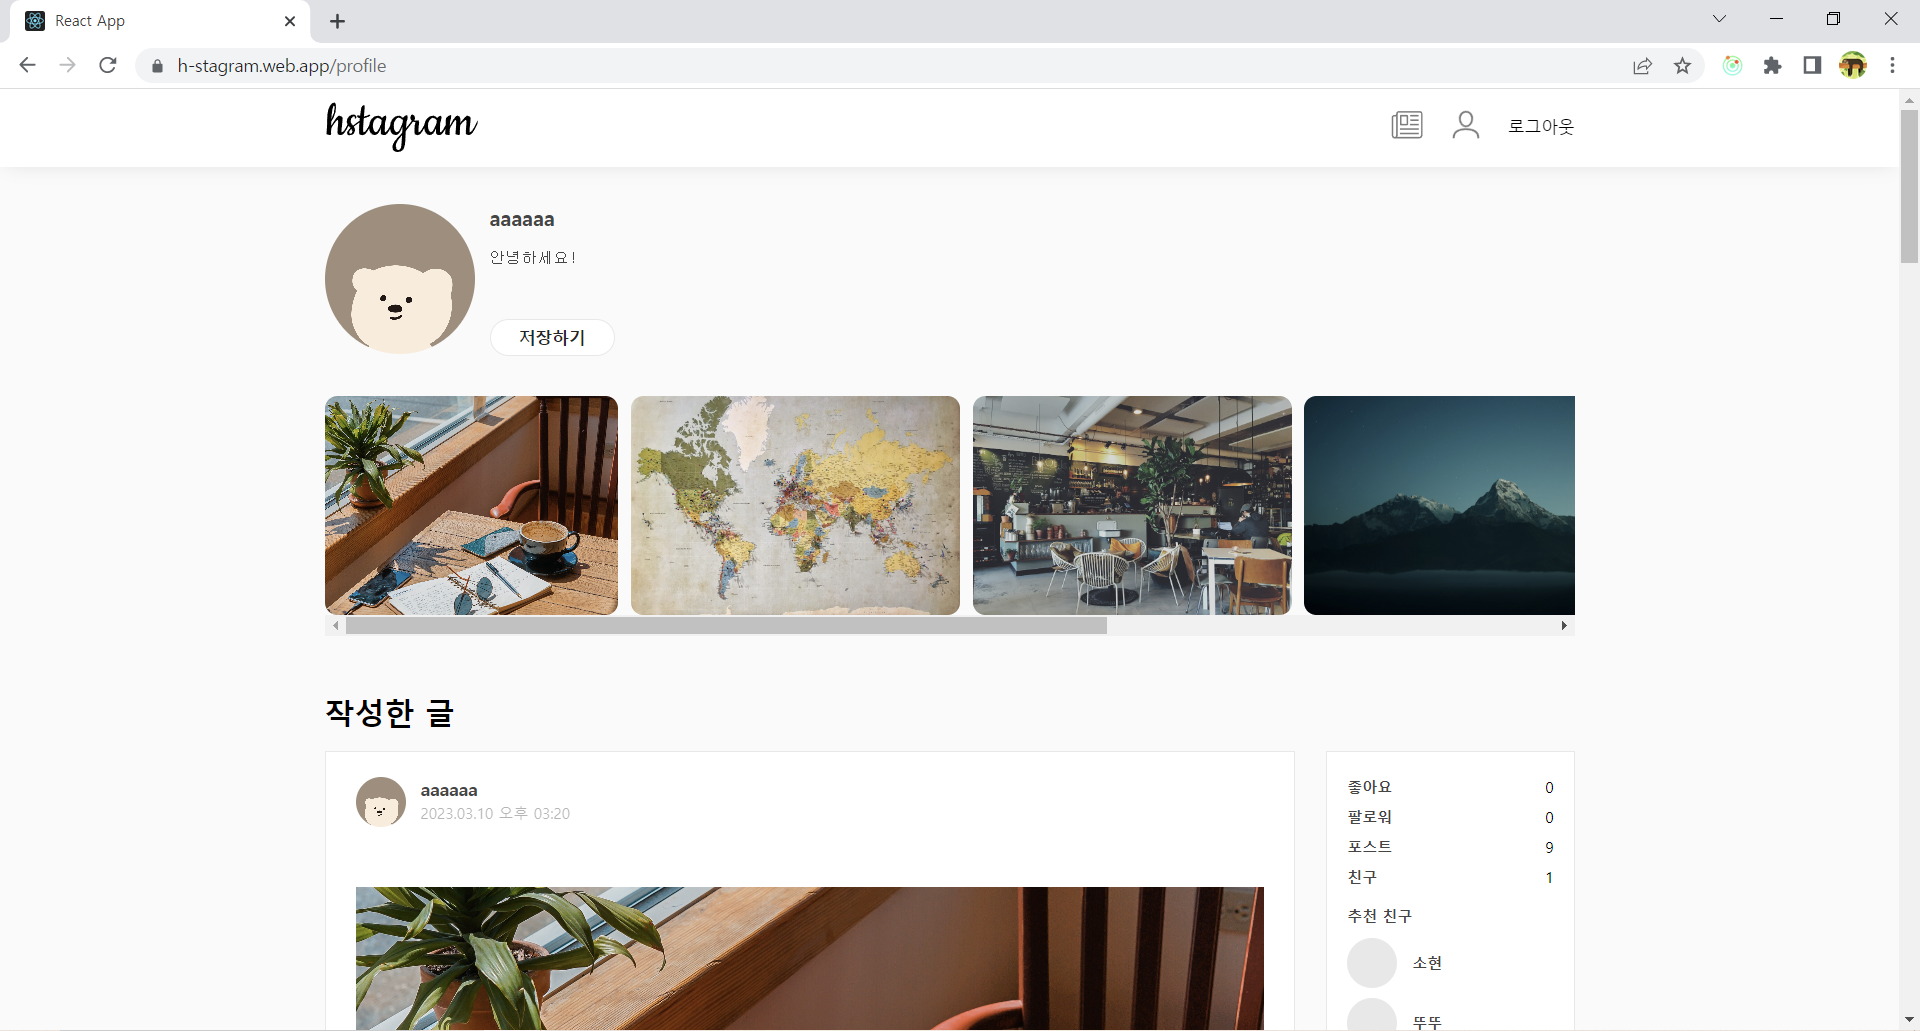 React App
h-stagram.web.app/profile
hstagram
로그아웃
aaaaaa
안녕하세요!
저장하기
작성한 글
aaaaaa
2023.03.10 오후 03:20
좋아요 0
팔로워 0
포스트 9
친구 1
추천 친구
소현
뚜뚜